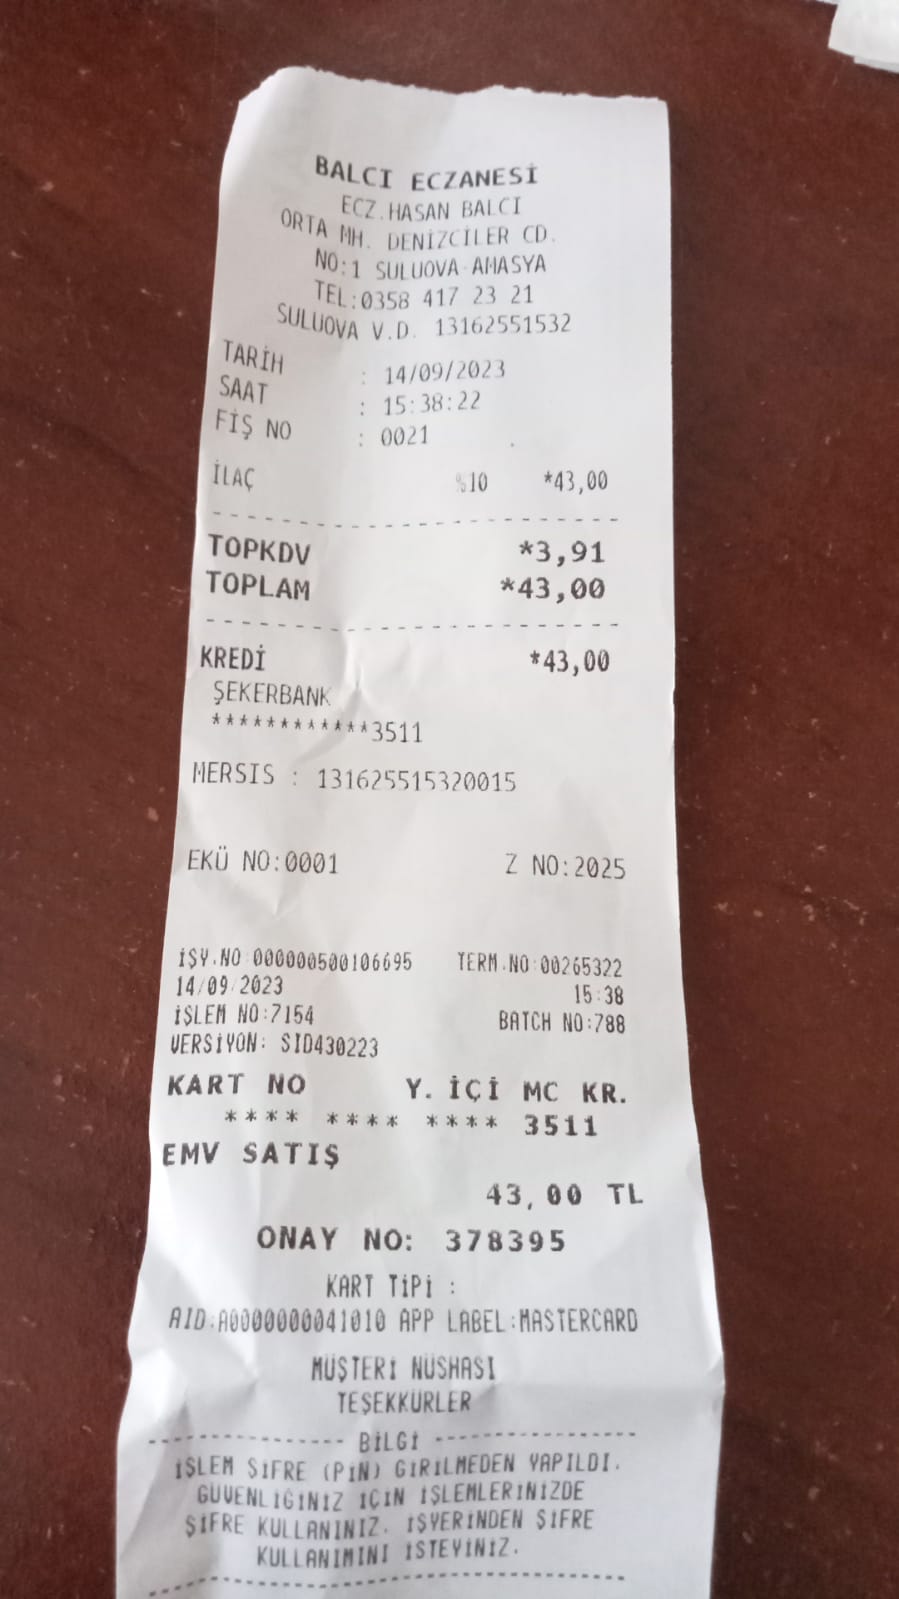 BALCI ECZANESİ
ECZ.HASAN BALCI
ORTA MH. DENİZCİLER CD.
NO:1 SULUOVA-AMASYA
TEL:0358 417 23 21
SULUOVA V.D. 13162551532
TARİH : 14/09/2023
SAAT : 15:38:22
FİŞ NO : 0021
İLAÇ %10 *43,00
TOPKDV *3,91
TOPLAM *43,00
KREDİ *43,00
ŞEKERBANK
************3511
MERSIS : 131625515320015
EKÜ NO:0001 Z NO:2025
İŞY.NO:000000500106695 TERM.NO:00265322
14/09/2023 15:38
İŞLEM NO:7154 BATCH NO:788
VERSİYON: SID430223
KART NO Y. İÇİ MC KR.
**** **** **** 3511
EMV SATIŞ
43,00 TL
ONAY NO: 378395
KART TİPİ :
AID:A0000000041010 APP LABEL:MASTERCARD
MÜŞTERİ NÜSHASI
TEŞEKKÜRLER
--------------- BİLGİ ---------------
İŞLEM ŞİFRE (PİN) GİRİLMEDEN YAPILDI.
GÜVENLİĞİNİZ İÇİN İŞLEMLERİNİZDE
ŞİFRE KULLANINIZ. İŞYERİNDEN ŞİFRE
KULLANIMINI İSTEYİNİZ.